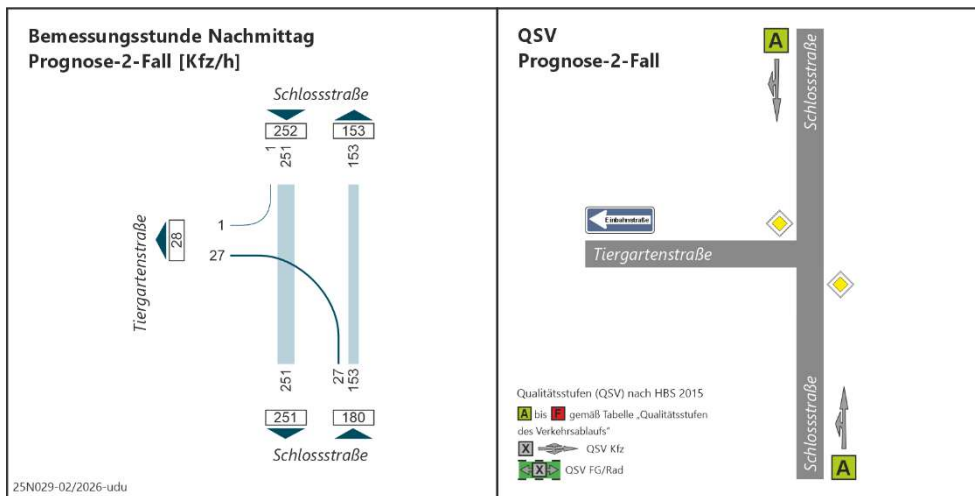 Bemessungsstunde Nachmittag
Prognose-2-Fall [Kfz/h]
Schlossstraße
252
153
1
251
153
Tiergartenstraße
28
1
27
251
27
153
251
180
Schlossstraße
25N029-02/2026-udu
QSV
Prognose-2-Fall
A
Schlossstraße
Einbahnstraße
Tiergartenstraße
Qualitätsstufen (QSV) nach HBS 2015
A bis F gemäß Tabelle „Qualitätsstufen
des Verkehrsablaufs“
X QSV Kfz
X QSV FG/Rad
Schlossstraße
A